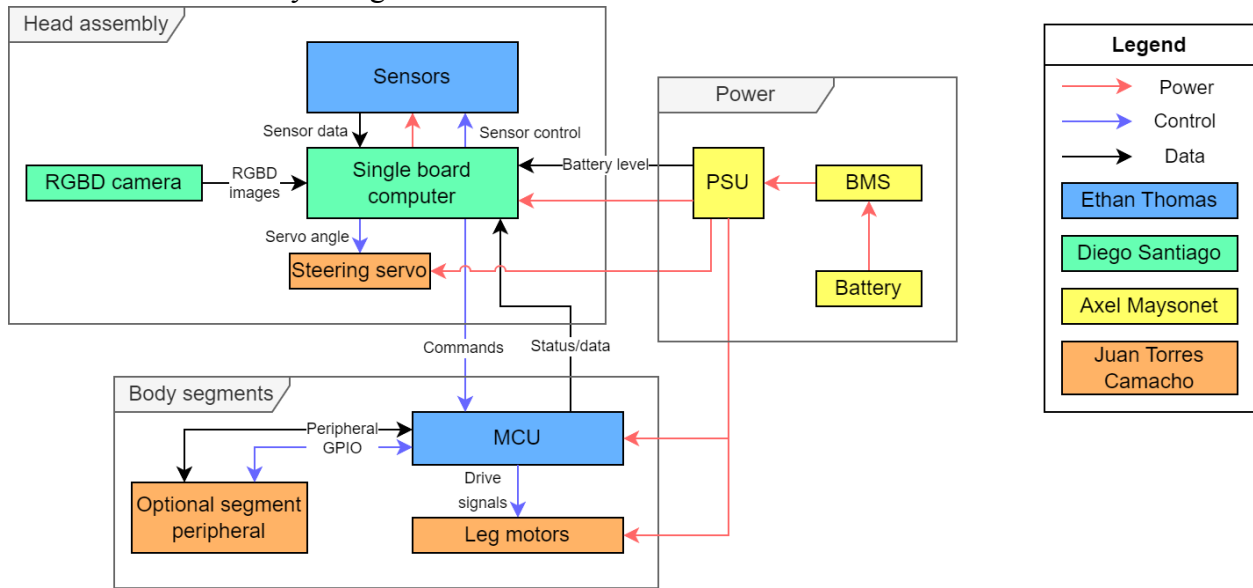 Head assembly
Sensors
Sensor data
Sensor control
RGBD camera
RGBD
images
Single board
computer
Servo angle
Steering servo
Power
Battery level
PSU
BMS
Battery
Commands
Status/data
Body segments
Peripheral
GPIO
MCU
Drive
signals
Optional segment
peripheral
Leg motors
Legend
Power
Control
Data
Ethan Thomas
Diego Santiago
Axel Maysonet
Juan Torres
Camacho